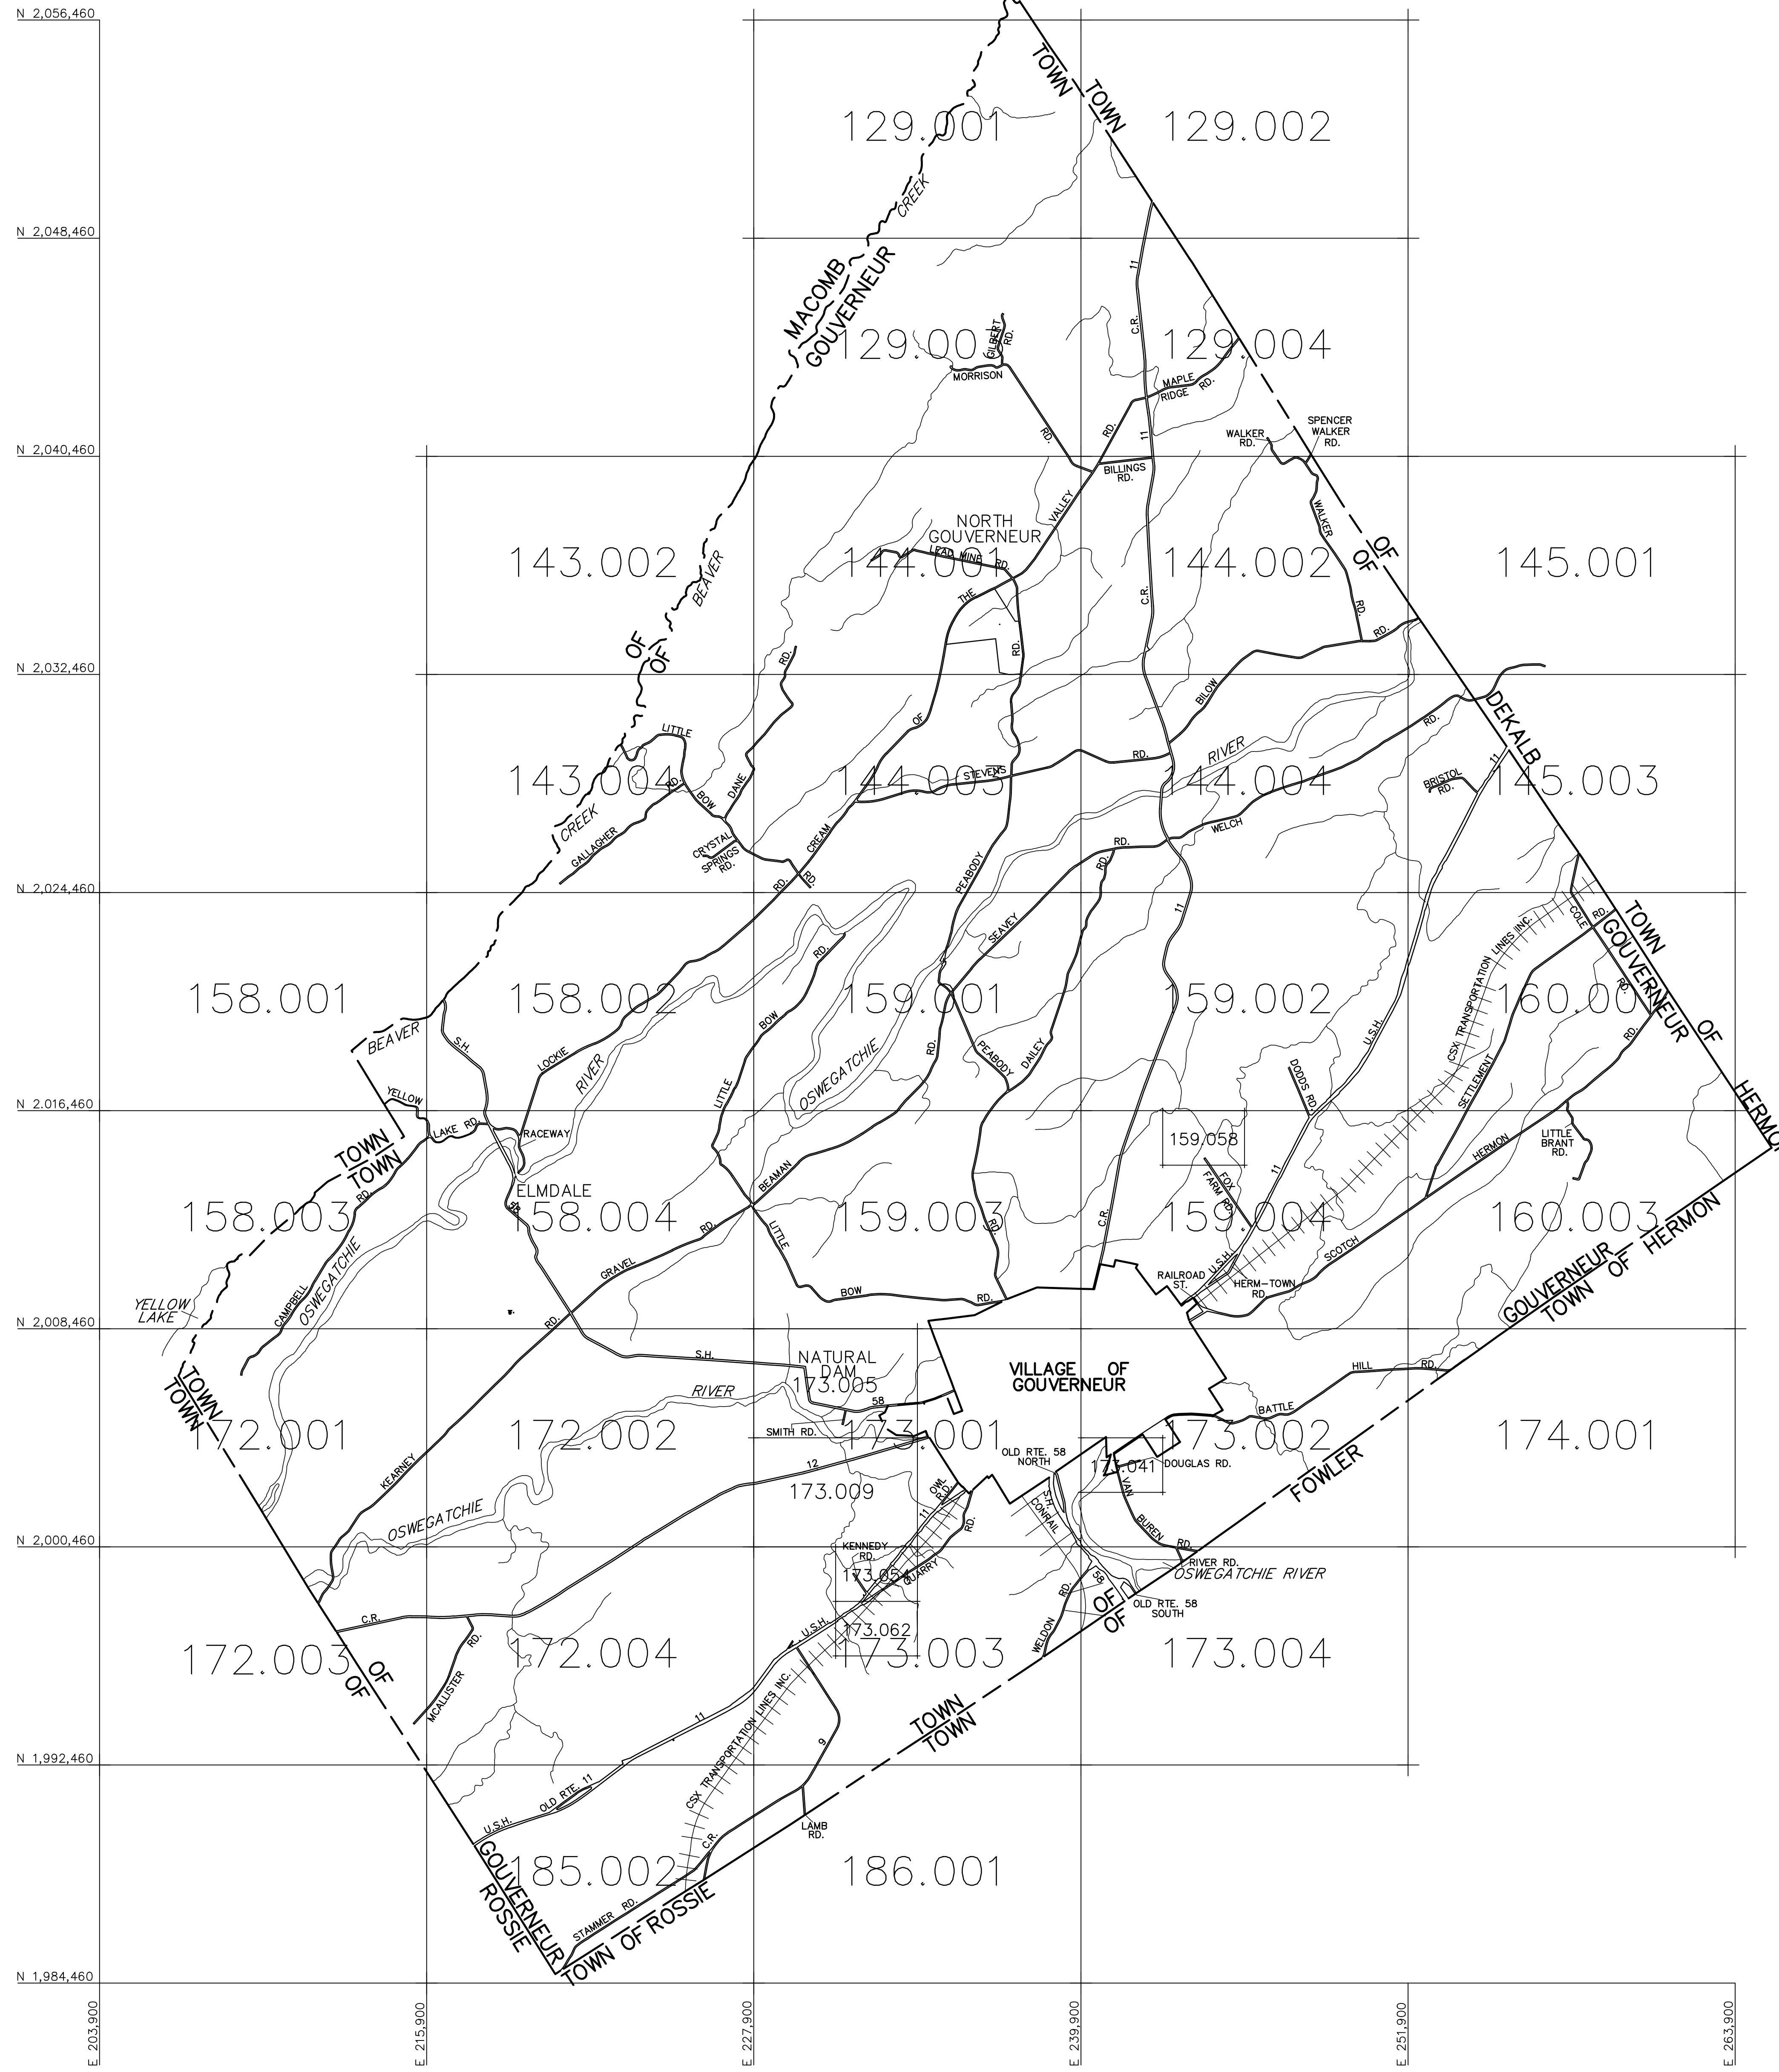 N 2,056,460
TOWN
TOWN
129.001
129.002
CREEK
N 2,048,460
MACOMB
GOUVERNEUR
11
C.R.
GILBERT
RD.
129.004
MORRISON
MAPLE
RIDGE RD.
RD.
RD.
11
SPENCER
WALKER
RD.
WALKER
RD.
N 2,040,460
BILLINGS
RD.
VALLEY
WALKER
NORTH
GOUVERNEUR
LEAD MINE RD.
143.002
144.001
144.002
145.001
BEAVER
OF
OF
THE
C.R.
RD.
RD.
OF
OF
RD.
RD.
N 2,032,460
BILOW
DEKALB
LITTLE
OF
RD.
RIVER
RD.
11
143.004
144.003
STEVENS
144.004
BRISTOL
RD.
145.003
DANE
BOW
RD.
CREEK
GALLAGHER
CRYSTAL
SPRINGS
RD.
CREAM
WELCH
RD.
RD.
PEABODY
N 2,024,460
RD.
RD.
11
COLE
RD.
TOWN
GOUVERNEUR
SEAVEY
RD.
CSX TRANSPORTATION LINES INC.
158.001
158.002
159.001
159.002
RD.
BOW
BEAVER
S.H.
LOCKIE
RIVER
OSWEGATCHIE
RD.
PEABODY
DAILEY
U.S.H.
RD.
OF
YELLOW
LITTLE
DODDS RD.
SETTLEMENT
HERMON
N 2,016,460
LAKE RD.
RACEWAY
159.058
LITTLE
BRANT
RD.
TOWN
TOWN
RD.
BEAMAN
11
ELMDALE
FOX
FARM RD.
158.003
158.004
159.003
159.004
160.003
LITTLE
RD.
RD.
C.R.
SCOTCH
HERMON
OSWEGATCHIE
GRAVEL
U.S.H.
GOUVERNEUR
TOWN OF HERMON
CAMPBELL
RAILROAD
ST.
HERM-TOWN
RD.
YELLOW
LAKE
BOW
RD.
RD.
N 2,008,460
S.H.
NATURAL
DAM
173.005
VILLAGE OF
GOUVERNEUR
HILL
RD.
TOWN
TOWN
RIVER
58
BATTLE
172.001
172.002
SMITH RD.
173.001
173.002
174.001
OLD RTE. 58
NORTH
DOUGLAS RD.
173.041
FOWLER
KEARNEY
12
173.009
OWL
RD.
11
S.H.
CONRAIL
VAN
BUREN
RD.
OSWEGATCHIE
RD.
N 2,000,460
KENNEDY
RD.
173.054
QUARRY
RIVER RD.
OSWEGATCHIE RIVER
58
RD.
OF
OF
OLD RTE. 58
SOUTH
C.R.
U.S.H.
173.062
WELDON
172.003
172.004
173.003
173.004
RD.
OF
OF
MCALLISTER
CSX TRANSPORTATION LINES INC.
11
TOWN
TOWN
9
N 1,992,460
OLD RTE. 11
U.S.H.
C.R.
LAMB
RD.
GOUVERNEUR
ROSSIE
185.002
186.001
STAMMER RD.
TOWN OF ROSSIE
N 1,984,460
E 203,900
E 215,900
E 227,900
E 239,900
E 251,900
E 263,900